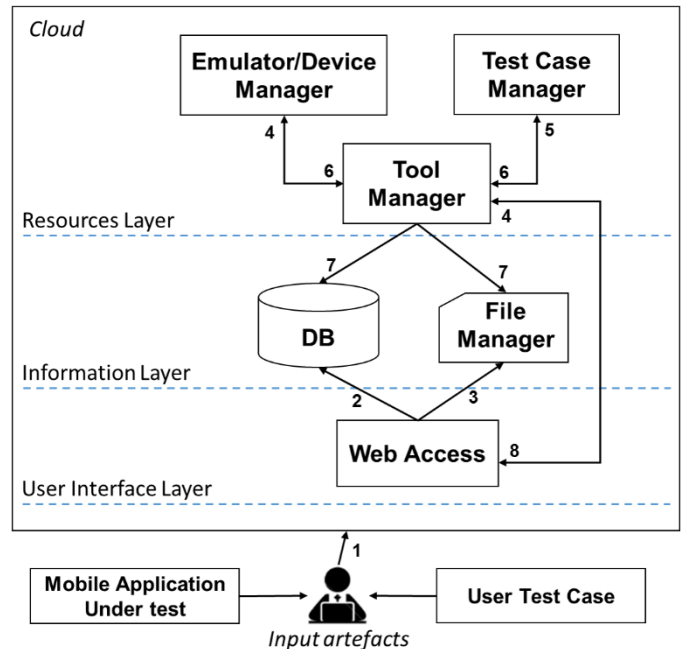 Cloud
Emulator/Device
Manager
Test Case
Manager
4
5
6
Tool
Manager
6
4
Resources Layer
7
7
DB
File
Manager
Information Layer
2
3
Web Access
8
User Interface Layer
1
Mobile Application
Under test
User Test Case
Input artefacts